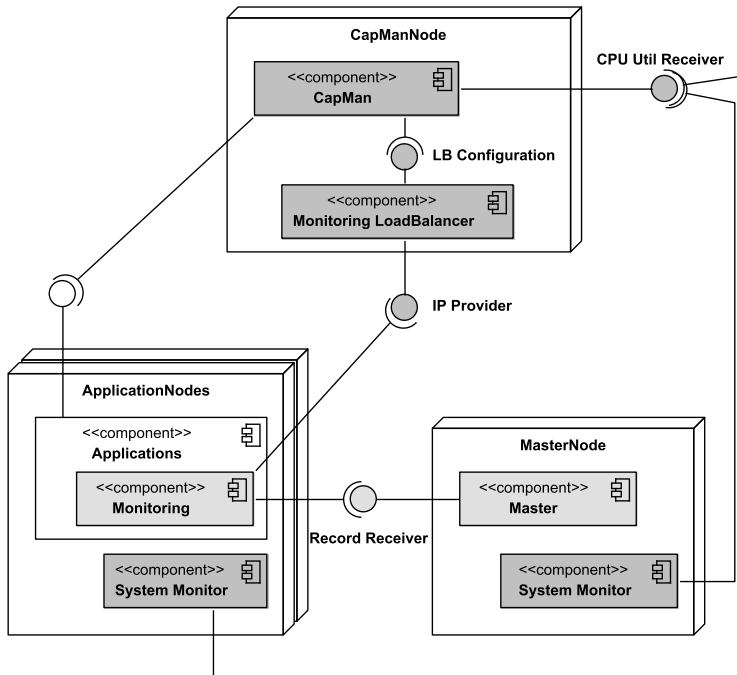 CapManNode
<<component>>
CapMan
CPU Util Receiver
LB Configuration
<<component>>
Monitoring LoadBalancer
IP Provider
ApplicationNodes
<<component>>
Applications
<<component>>
Monitoring
<<component>>
System Monitor
Record Receiver
MasterNode
<<component>>
Master
<<component>>
System Monitor